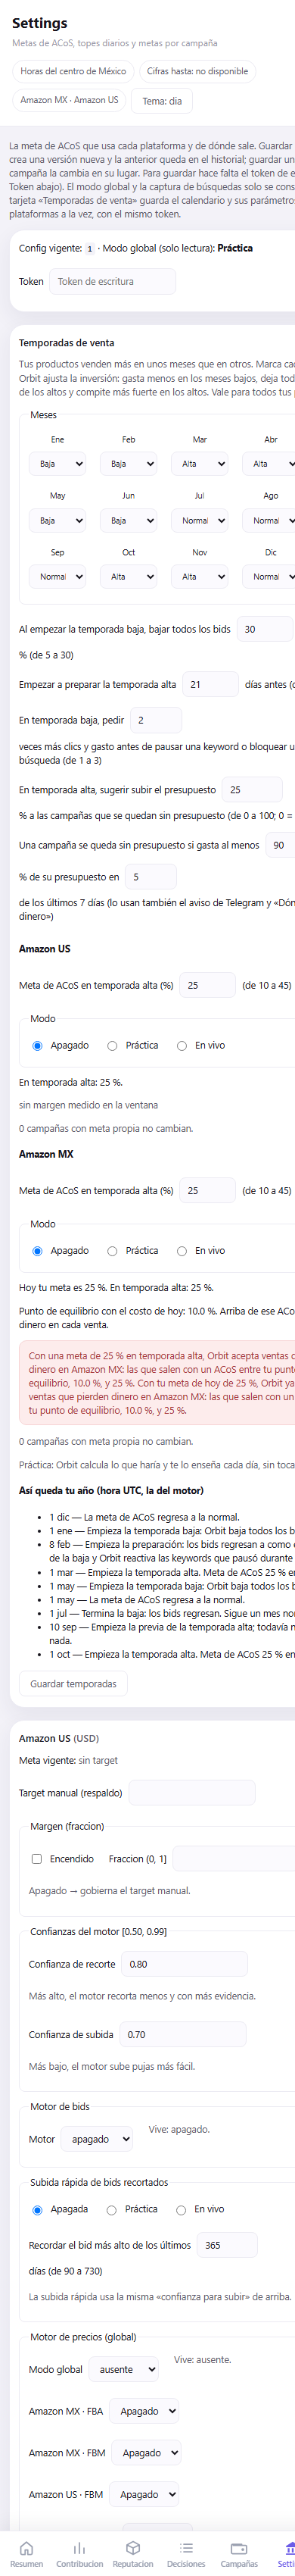 Settings
Metas de ACoS, topes diarios y metas por campaña
Horas del centro de México
Cifras hasta: no disponible
Amazon MX · Amazon US
Tema: dia
La meta de ACoS que usa cada plataforma y de dónde sale. Guardar
crea una versión nueva y la anterior queda en el historial; guardar un
campaña la cambia en su lugar. Para guardar hace falta el token de e
Token abajo). El modo global y la captura de búsquedas solo se cons
tarjeta «Temporadas de venta» guarda el calendario y sus parámetro
plataformas a la vez, con el mismo token.
Config vigente: 1 · Modo global (solo lectura): Práctica
Token
Token de escritura
Temporadas de venta
Tus productos venden más en unos meses que en otros. Marca cad
Orbit ajusta la inversión: gasta menos en los meses bajos, deja tod
de los altos y compite más fuerte en los altos. Vale para todos tus
Meses
Ene Feb Mar Abr
Baja Baja Alta Alta
May Jun Jul Ago
Baja Baja Normal Normal
Sep Oct Nov Dic
Normal Alta Alta Normal
Al empezar la temporada baja, bajar todos los bids 30
% (de 5 a 30)
Empezar a preparar la temporada alta 21 días antes (
En temporada baja, pedir 2
veces más clics y gasto antes de pausar una keyword o bloquear u
búsqueda (de 1 a 3)
En temporada alta, sugerir subir el presupuesto 25
% a las campañas que se quedan sin presupuesto (de 0 a 100; 0 =
Una campaña se queda sin presupuesto si gasta al menos 90
% de su presupuesto en 5
de los últimos 7 días (lo usan también el aviso de Telegram y «Dón
dinero»)
Amazon US
Meta de ACoS en temporada alta (%) 25 (de 10 a 45)
Modo
Apagado Práctica En vivo
En temporada alta: 25 %.
sin margen medido en la ventana
0 campañas con meta propia no cambian.
Amazon MX
Meta de ACoS en temporada alta (%) 25 (de 10 a 45)
Modo
Apagado Práctica En vivo
Hoy tu meta es 25 %. En temporada alta: 25 %.
Punto de equilibrio con el costo de hoy: 10.0 %. Arriba de ese ACo
dinero en cada venta.
Con una meta de 25 % en temporada alta, Orbit acepta ventas
dinero en Amazon MX: las que salen con un ACoS entre tu punt
equilibrio, 10.0 %, y 25 %. Con tu meta de hoy de 25 %, Orbit ya
ventas que pierden dinero en Amazon MX: las que salen con un
tu punto de equilibrio, 10.0 %, y 25 %.
0 campañas con meta propia no cambian.
Práctica: Orbit calcula lo que haría y te lo enseña cada día, sin toca
Así queda tu año (hora UTC, la del motor)
• 1 dic — La meta de ACoS regresa a la normal.
• 1 ene — Empieza la temporada baja: Orbit baja todos los b
• 8 feb — Empieza la preparación: los bids regresan a como
de la baja y Orbit reactiva las keywords que pausó durante
• 1 mar — Empieza la temporada alta. Meta de ACoS 25 % en
• 1 may — Empieza la temporada baja: Orbit baja todos los b
• 1 may — La meta de ACoS regresa a la normal.
• 1 jul — Termina la baja: los bids regresan. Sigue un mes nor
• 10 sep — Empieza la previa de la temporada alta; todavía n
nada.
• 1 oct — Empieza la temporada alta. Meta de ACoS 25 % en
Guardar temporadas
Amazon US (USD)
Meta vigente: sin target
Target manual (respaldo)
Margen (fraccion)
Encendido Fraccion (0, 1]
Apagado → gobierna el target manual.
Confianzas del motor [0.50, 0.99]
Confianza de recorte 0.80
Más alto, el motor recorta menos y con más evidencia.
Confianza de subida 0.70
Más bajo, el motor sube pujas más fácil.
Motor de bids
Motor apagado Vive: apagado.
Subida rápida de bids recortados
Apagada Práctica En vivo
Recordar el bid más alto de los últimos 365
días (de 90 a 730)
La subida rápida usa la misma «confianza para subir» de arriba.
Motor de precios (global)
Modo global ausente Vive: ausente.
Amazon MX · FBA Apagado
Amazon MX · FBM Apagado
Amazon US · FBM Apagado
Resumen Contribucion Reputacion Decisiones Campañas Setti